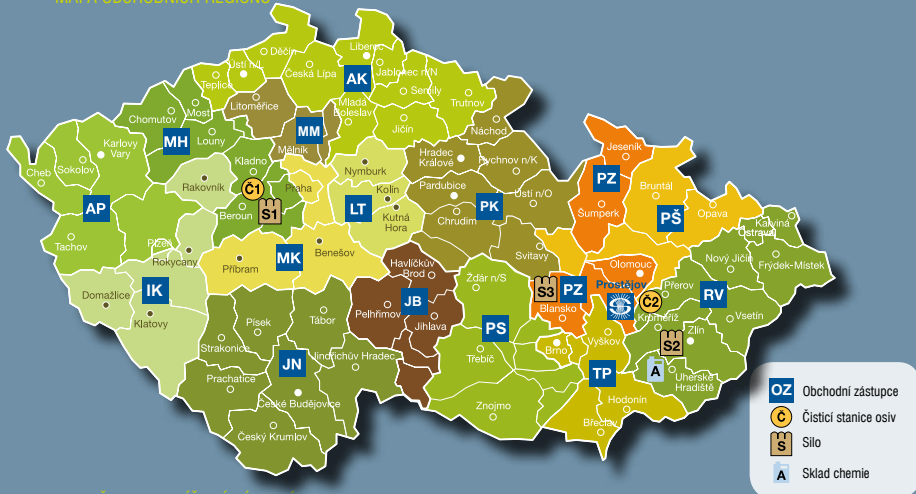 MAPA OBCHODNÍCH REGIONŮ
Děčín
Ústí n/L
Teplice
Česká Lípa
Liberec
Jablonec n/N
AK
Semily
Trutnov
Litoměřice
Mladá
Boleslav
Jičín
Most
Chomutov
MH
Louny
MM
Mělník
Náchod
Karlovy
Vary
Sokolov
Cheb
Kladno
Rakovník
Č1
Praha
Nymburk
Hradec
Králové
Rychnov n/K
Jeseník
AP
Beroun
S1
LT
Kolín
Kutná
Hora
Pardubice
PK
Ústí n/O
Chrudim
PZ
Šumperk
Bruntál
PŠ
Opava
Karviná
Ostrava
Tachov
Plzeň
Rokycany
MK
Příbram
Benešov
Svitavy
Havlíčkův
Brod
Žďár n/S
Olomouc
Nový Jičín
Frýdek-Místek
Domažlice
IK
Klatovy
JB
Pelhřimov
Jihlava
S3
PZ
Blansko
Prostějov
S
Č2
Přerov
RV
Kroměříž
Vsetín
Písek
Tábor
Strakonice
JN
Jindřichův Hradec
PS
Třebíč
Brno
Vyškov
Zlín
S2
Prachatice
TP
A
Uherské
Hradiště
České Budějovice
Znojmo
Hodonín
Břeclav
Český Krumlov
OZ Obchodní zástupce
Č Čisticí stanice osiv
S Silo
A Sklad chemie